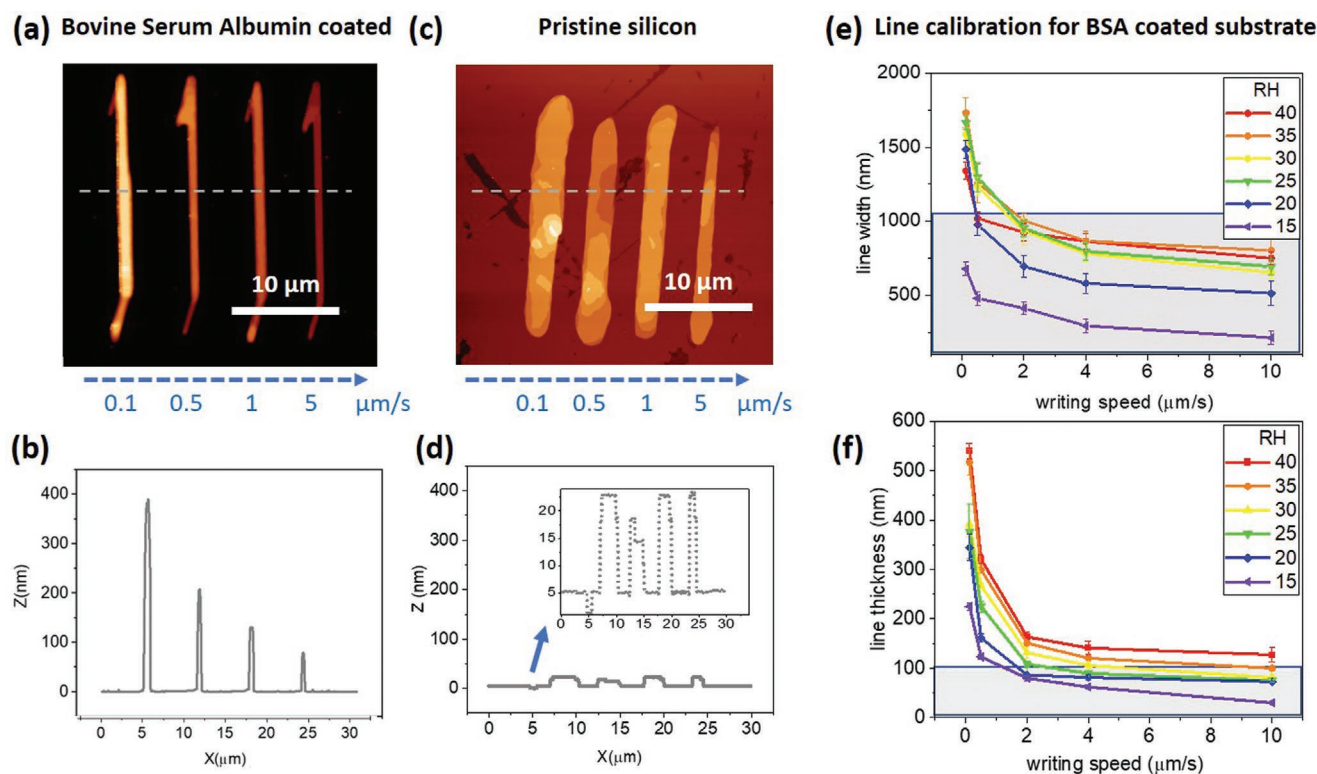 (a) Bovine Serum Albumin coated
10 μm
0.1 0.5 1 5 μm/s
(b)
Z(nm)
400
300
200
100
0
0 5 10 15 20 25 30
X(μm)
(c) Pristine silicon
10 μm
0.1 0.5 1 5 μm/s
(d)
Z (nm)
400
300
200
100
0
20
15
10
5
0 5 10 15 20 25 30
0 5 10 15 20 25 30
X(μm)
(e) Line calibration for BSA coated substrate
line width (nm)
2000
1500
1000
500
RH
40
35
30
25
20
15
0 2 4 6 8 10
writing speed (μm/s)
(f)
line thickness (nm)
600
500
400
300
200
100
0
RH
40
35
30
25
20
15
0 2 4 6 8 10
writing speed (μm/s)